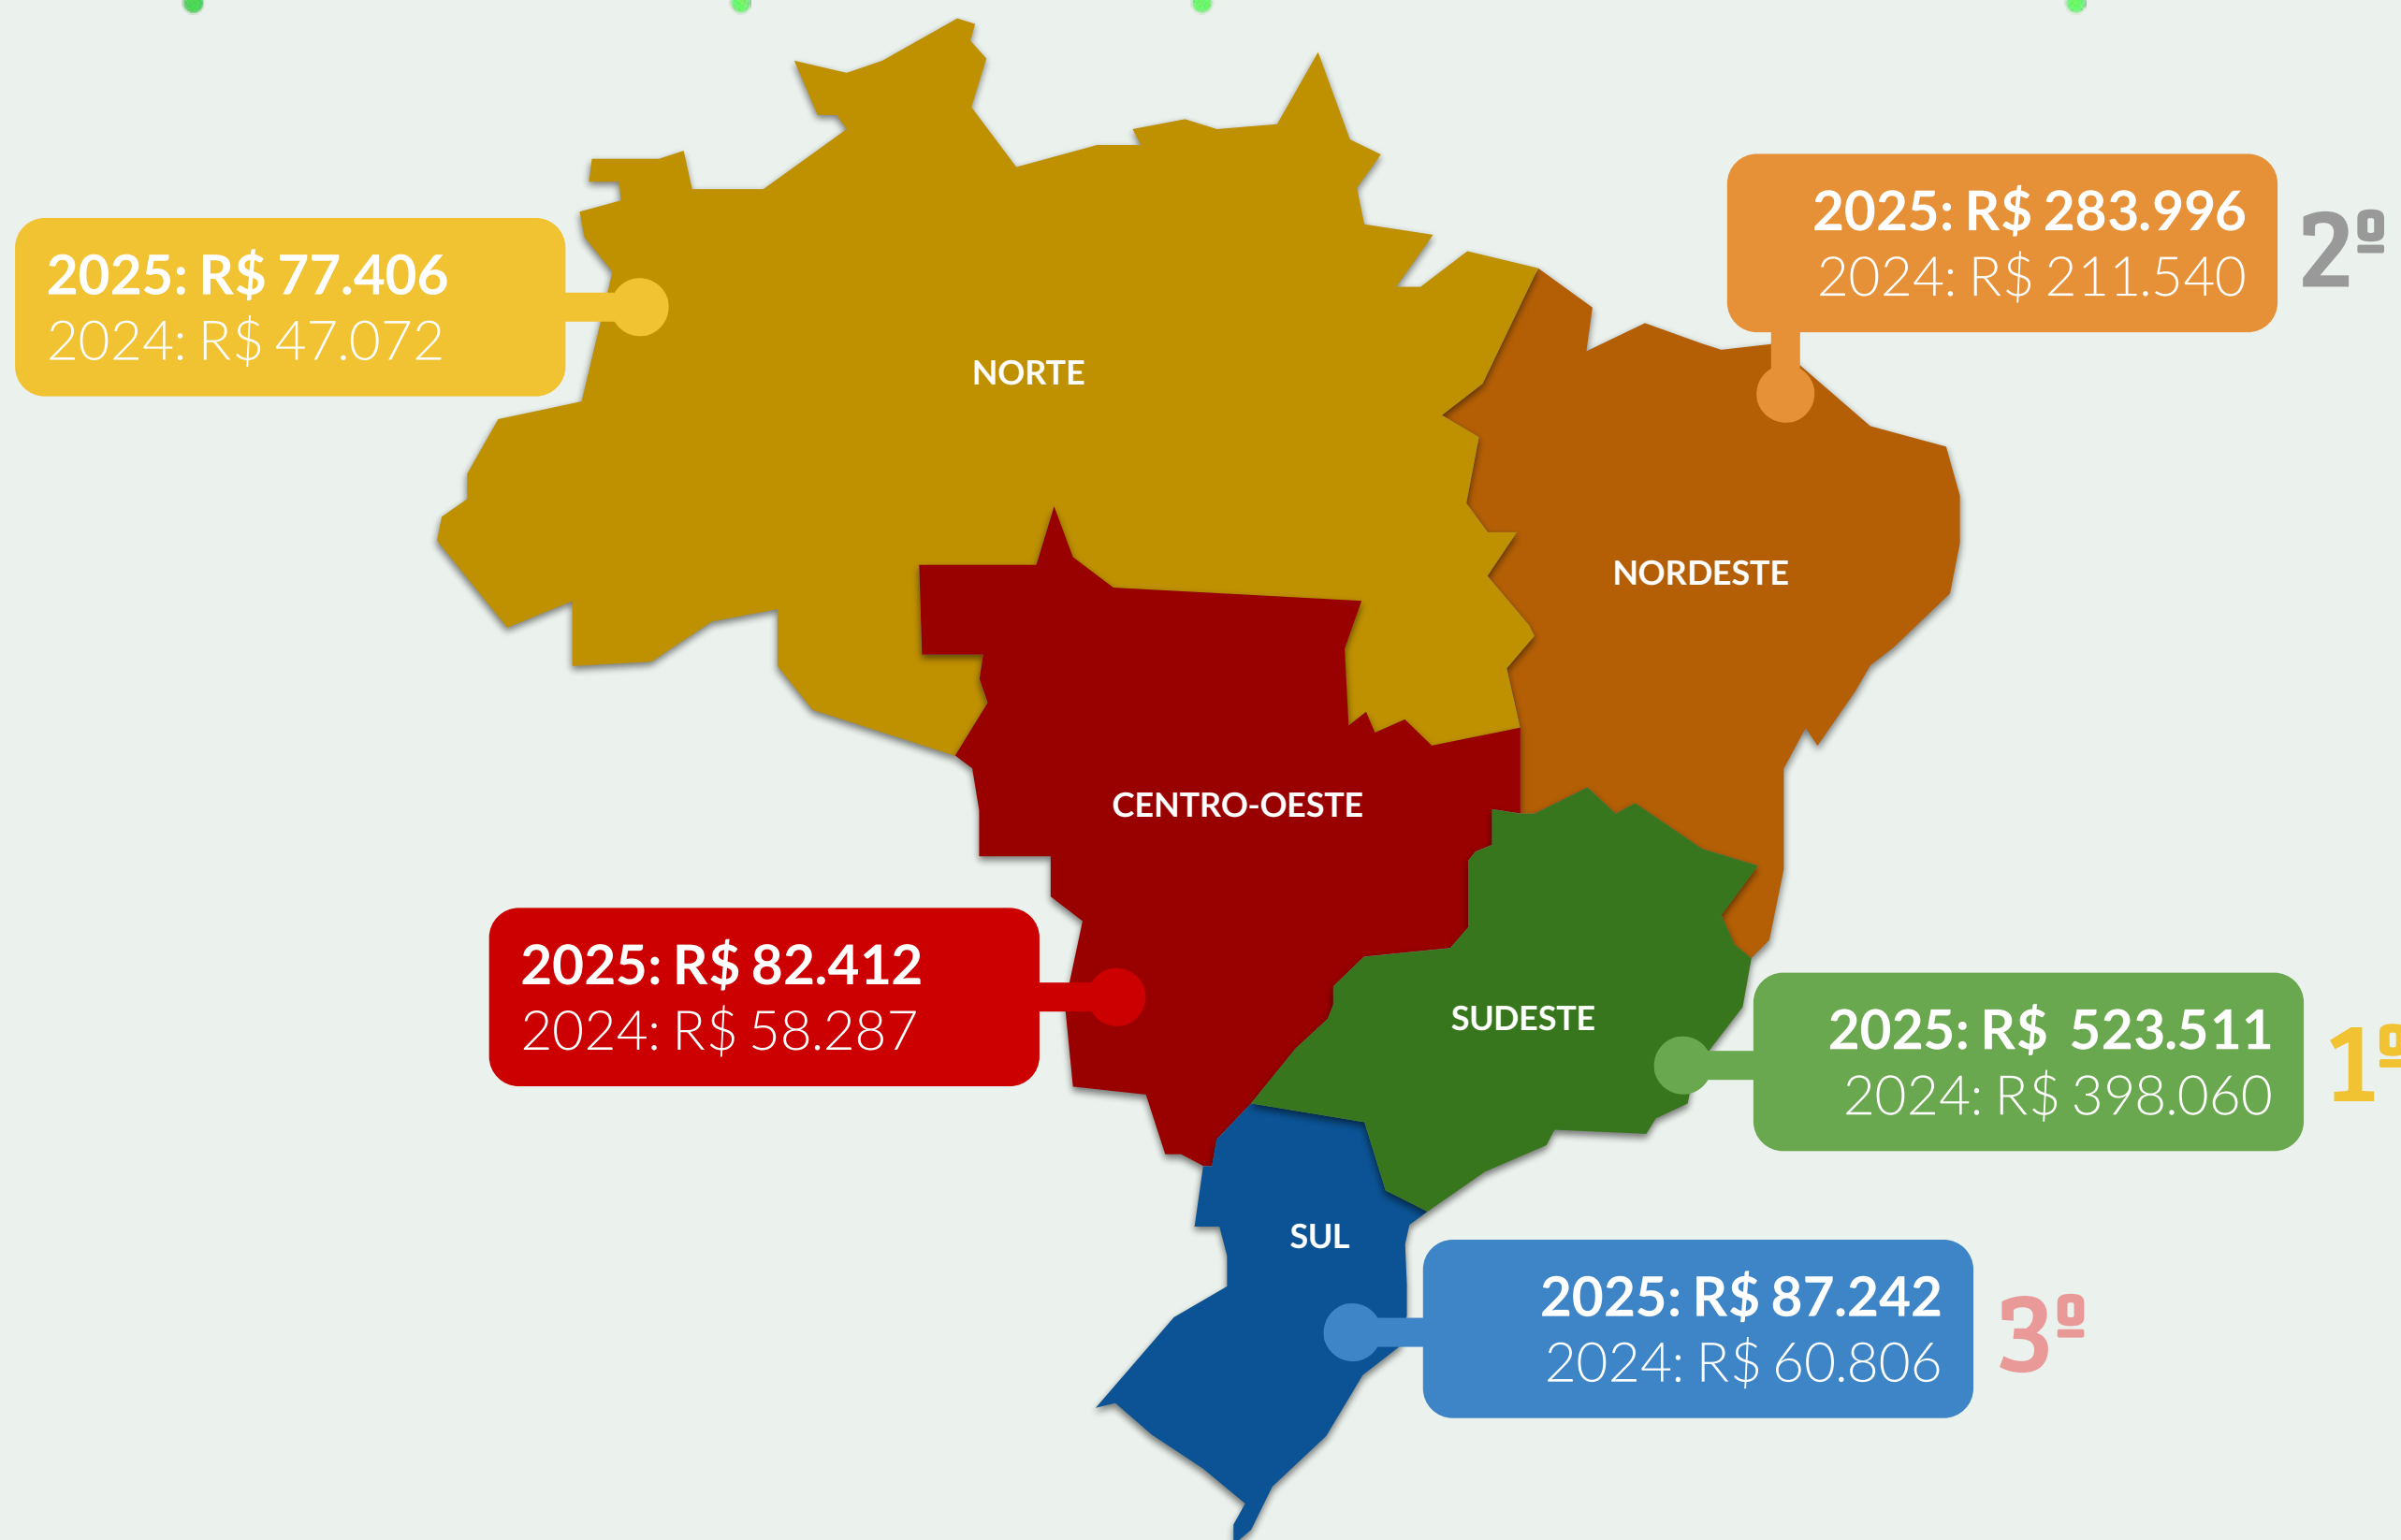 2025: R$ 283.996
2024: R$ 211.540
2º
2025: R$ 77.406
2024: R$ 47.072
NORTE
NORDESTE
CENTRO-OESTE
2025: R$ 82.412
2024: R$ 58.287
SUDESTE
2025: R$ 523.511
2024: R$ 398.060
1º
SUL
2025: R$ 87.242
2024: R$ 60.806
3º